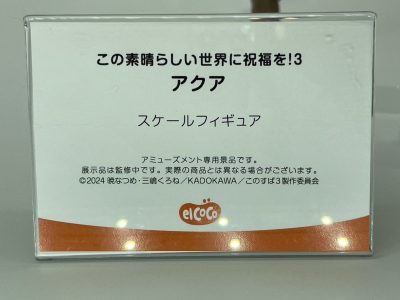 この素晴らしい世界に祝福を!3
アクア
スケールフィギュア
アミューズメント専用景品です。
展示品は監修中です。実際の商品とは異なる場合がございます。
©2024 暁なつめ・三嶋くろね／KADOKAWA／このすば3製作委員会
elcoco